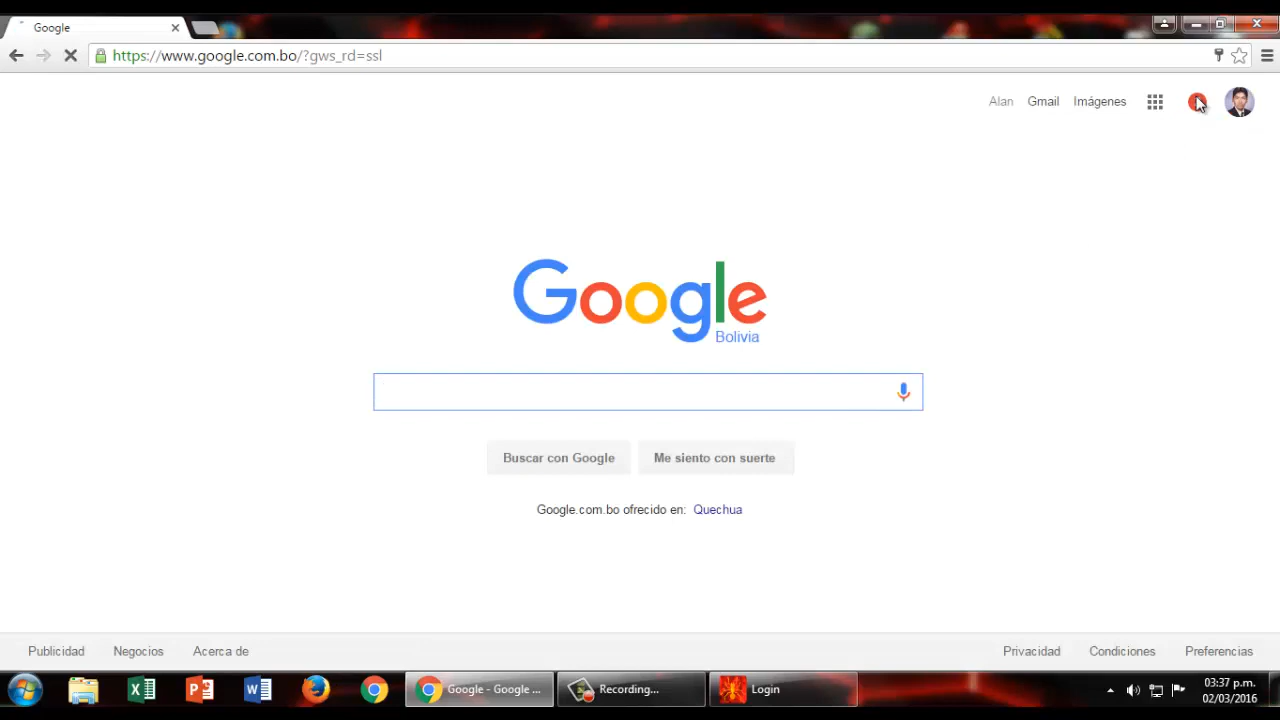 Google
https://www.google.com.bo/?gws_rd=ssl
Alan Gmail Imágenes
Google
Bolivia
Buscar con Google Me siento con suerte
Google.com.bo ofrecido en: Quechua
Publicidad Negocios Acerca de Privacidad Condiciones Preferencias
Google - Google ... Recording... Login
03:37 p.m.
02/03/2016